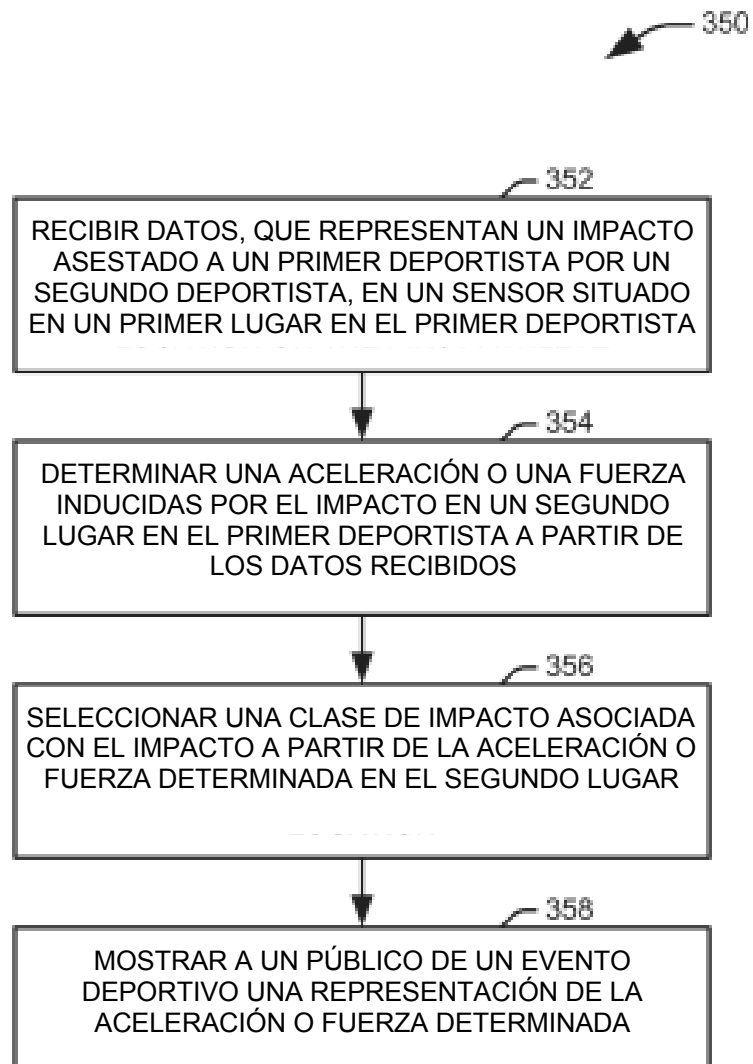 350
352
RECIBIR DATOS, QUE REPRESENTAN UN IMPACTO
ASESTADO A UN PRIMER DEPORTISTA POR UN
SEGUNDO DEPORTISTA, EN UN SENSOR SITUADO
EN UN PRIMER LUGAR EN EL PRIMER DEPORTISTA
354
DETERMINAR UNA ACELERACIÓN O UNA FUERZA
INDUCIDAS POR EL IMPACTO EN UN SEGUNDO
LUGAR EN EL PRIMER DEPORTISTA A PARTIR DE
LOS DATOS RECIBIDOS
356
SELECCIONAR UNA CLASE DE IMPACTO ASOCIADA
CON EL IMPACTO A PARTIR DE LA ACELERACIÓN O
FUERZA DETERMINADA EN EL SEGUNDO LUGAR
358
MOSTRAR A UN PÚBLICO DE UN EVENTO
DEPORTIVO UNA REPRESENTACIÓN DE LA
ACELERACIÓN O FUERZA DETERMINADA